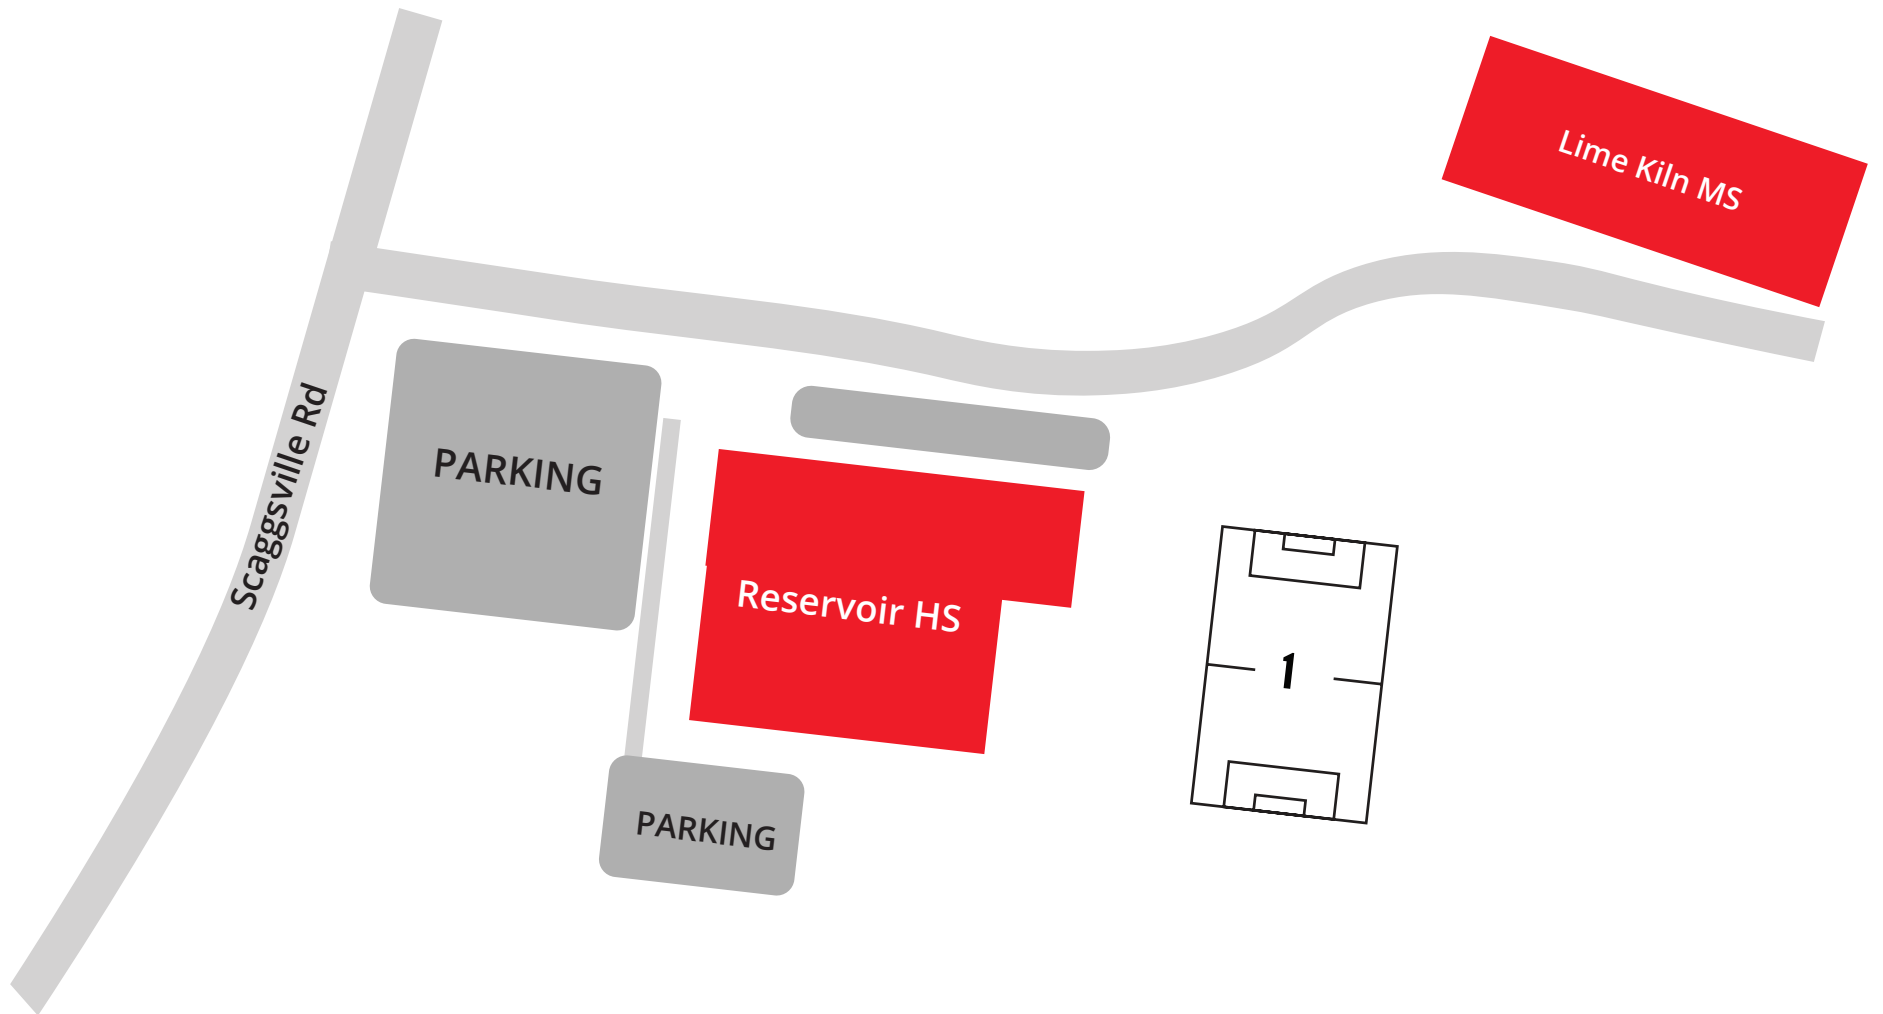 Lime Kiln MS
Scaggsville Rd
PARKING
Reservoir HS
1
PARKING